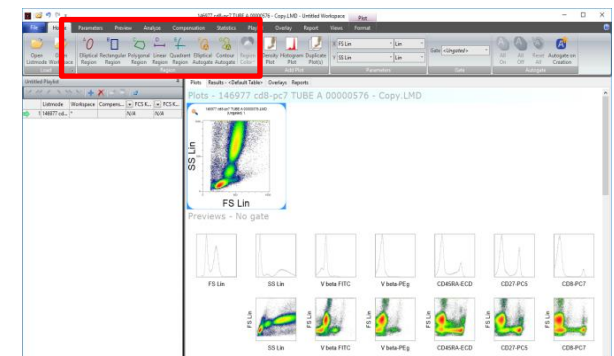 146977 cd8-pc7 TUBE A 00000576 - Copy.LMD - Untitled Workspace Plot
File Home Parameters Preview Analyze Compensation Statistics Play Overlay Report Views Format
Open Listmode Workspace
Elliptical Region Rectangular Region Polygonal Region Linear Region Quadrant Region Elliptical Autogate Contour Autogate Region
Density Plot Histogram Plot Duplicate Plot(s)
X FS Lin Lin
Y SS Lin Lin
Gate <Ungated>
All On All Off Reset All Autogate on Creation
Load Region Add Plot Parameters Gate Autogate
Untitled Playlist
Listmode Workspace Compens... FCS K... FCS K...
1 146977 cd... * N/A N/A
Plots Results - <Default Table> Overlays Reports
Plots - 146977 cd8-pc7 TUBE A 00000576 - Copy.LMD
SS Lin
FS Lin
Previews - No gate
FS Lin SS Lin V beta FITC V beta-PEg CD45RA-ECD CD27-PC5 CD8-PC7
FS Lin FS Lin FS Lin FS Lin FS Lin FS Lin
SS Lin V beta FITC V beta-PEg CD45RA-ECD CD27-PC5 CD8-PC7